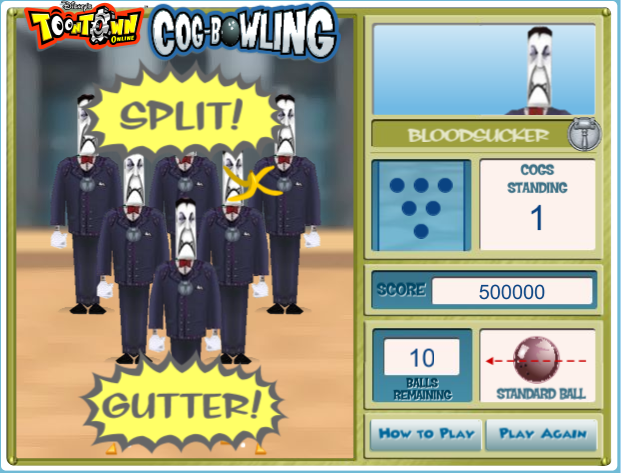 Disney's
TOONTOWN
ONLINE
COG-BOWLING
SPLIT!
BLOODSUCKER
COGS
STANDING
1
SCORE 500000
10
BALLS
REMAINING
STANDARD BALL
GUTTER!
HOW TO PLAY
PLAY AGAIN